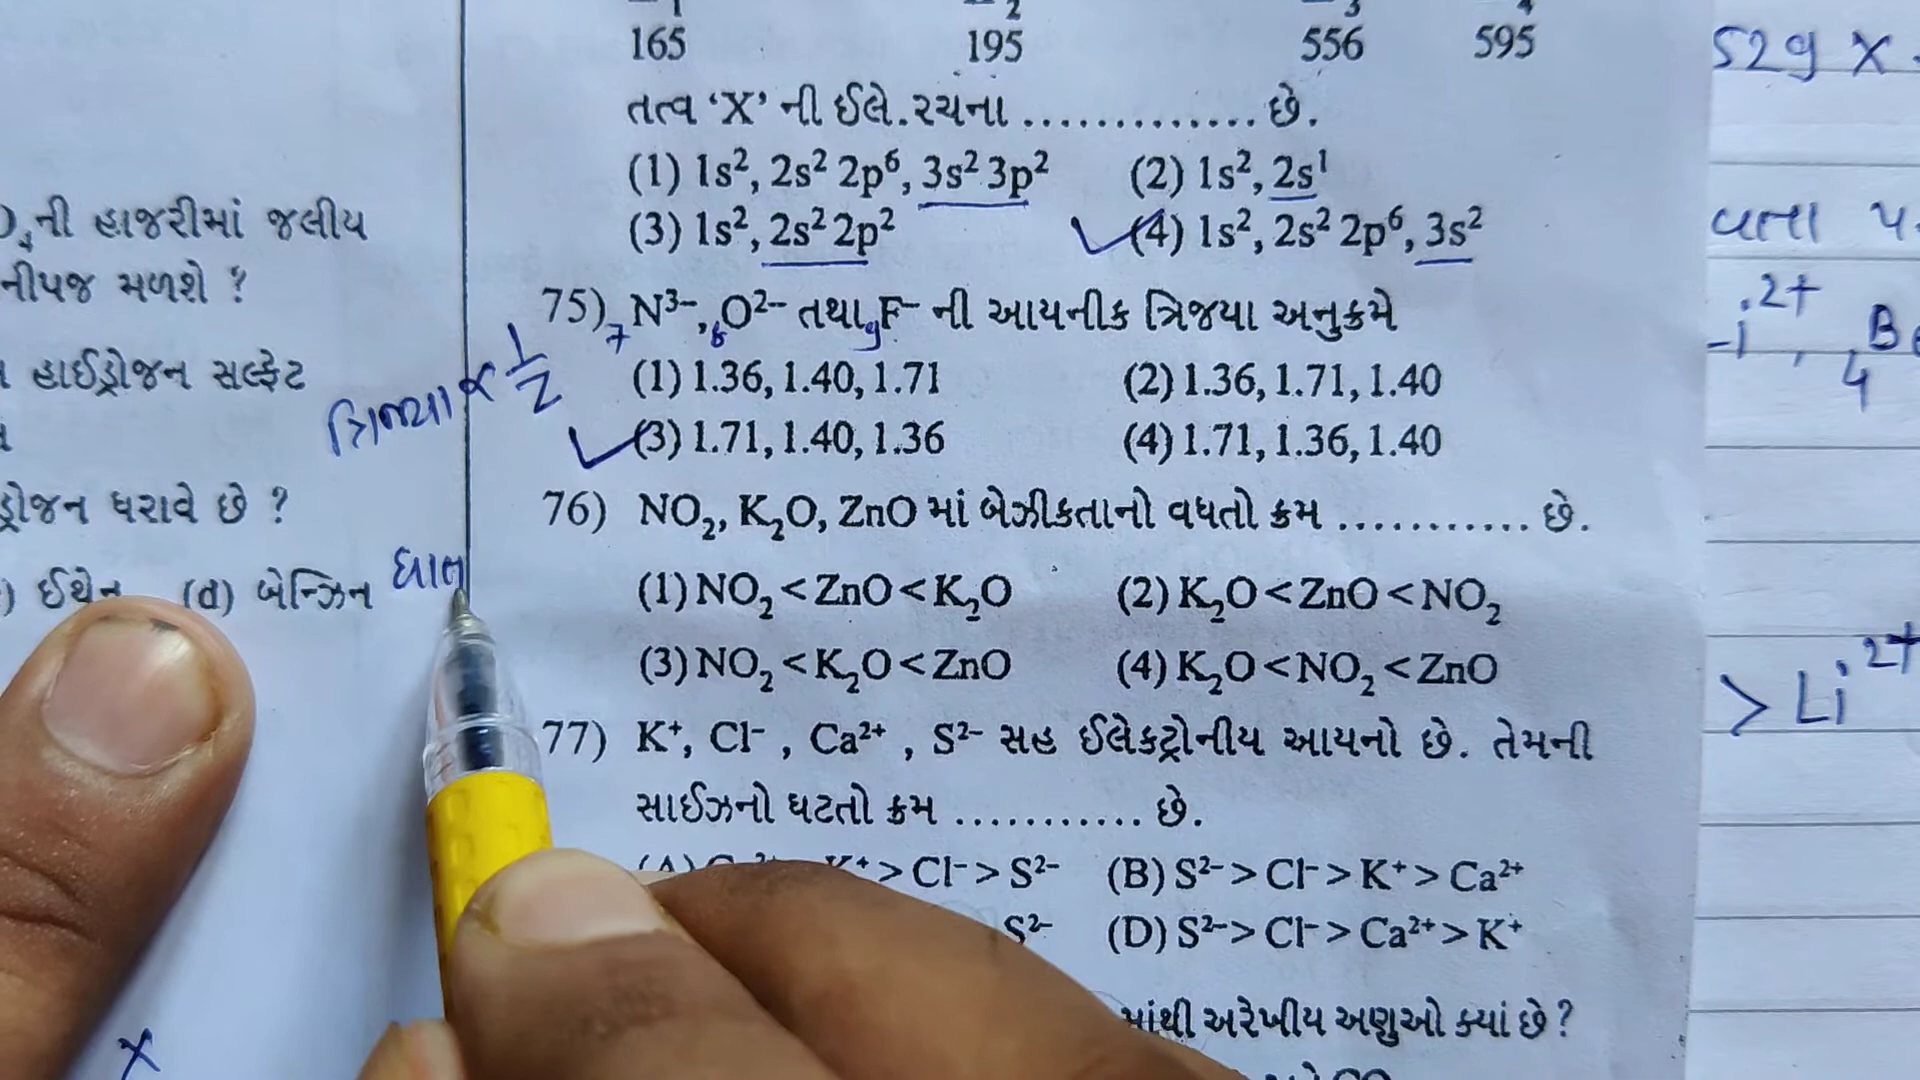 165 195 556 595
તત્વ ‘X’ ની ઈલે.રચના ............. છે.
(1) 1s², 2s² 2p⁶, 3s² 3p² (2) 1s², 2s¹
(3) 1s², 2s² 2p² (4) 1s², 2s² 2p⁶, 3s²
75) ₇N³⁻, ₈O²⁻ તથા ₉F⁻ ની આયનીક ત્રિજયા અનુક્રમે
(1) 1.36, 1.40, 1.71 (2) 1.36, 1.71, 1.40
(3) 1.71, 1.40, 1.36 (4) 1.71, 1.36, 1.40
76) NO₂, K₂O, ZnO માં બેઝીકતાનો વધતો ક્રમ ........... છે.
(1) NO₂ < ZnO < K₂O (2) K₂O < ZnO < NO₂
(3) NO₂ < K₂O < ZnO (4) K₂O < NO₂ < ZnO
77) K⁺, Cl⁻ , Ca²⁺ , S²⁻ સહ ઈલેકટ્રોનીય આયનો છે. તેમની
સાઈઝનો ઘટતો ક્રમ ........... છે.
K⁺ > Cl⁻ > S²⁻ (B) S²⁻ > Cl⁻ > K⁺ > Ca²⁺
S²⁻ (D) S²⁻ > Cl⁻ > Ca²⁺ > K⁺
માંથી અરેખીય અણુઓ ક્યાં છે ?
ની હાજરીમાં જલીય
નીપજ મળશે ?
હાઈડ્રોજન સલ્ફેટ
ડ્રોજન ધરાવે છે ?
ઈથેન (d) બેન્ઝિન
ત્રિજ્યા ∝ 1/Z
ધાત
X
529 X
વતા
2+
₄Be
> Li²⁺